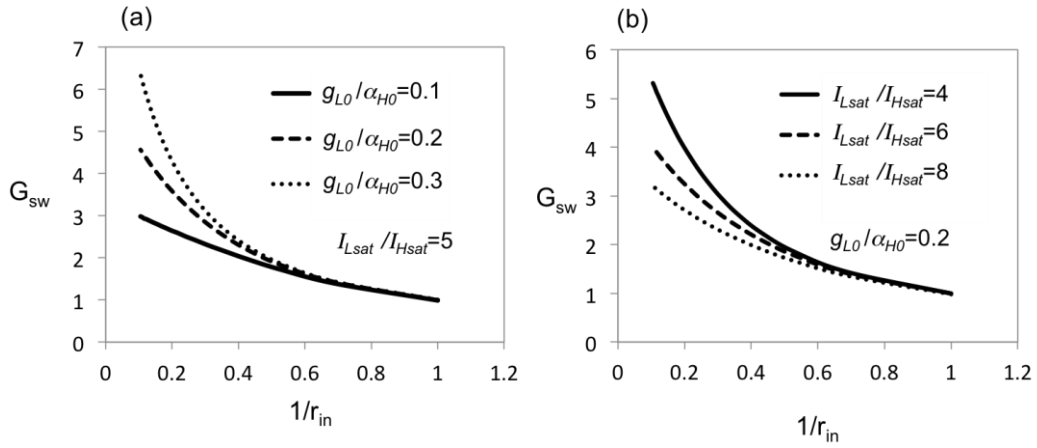 (a)
7
6
5
4
3
2
1
0
G_sw
g_L0/α_H0=0.1
g_L0/α_H0=0.2
g_L0/α_H0=0.3
I_Lsat/I_Hsat=5
0 0.2 0.4 0.6 0.8 1 1.2
1/r_in
(b)
6
5
4
3
2
1
0
G_sw
I_Lsat/I_Hsat=4
I_Lsat/I_Hsat=6
I_Lsat/I_Hsat=8
g_L0/α_H0=0.2
0 0.2 0.4 0.6 0.8 1 1.2
1/r_in